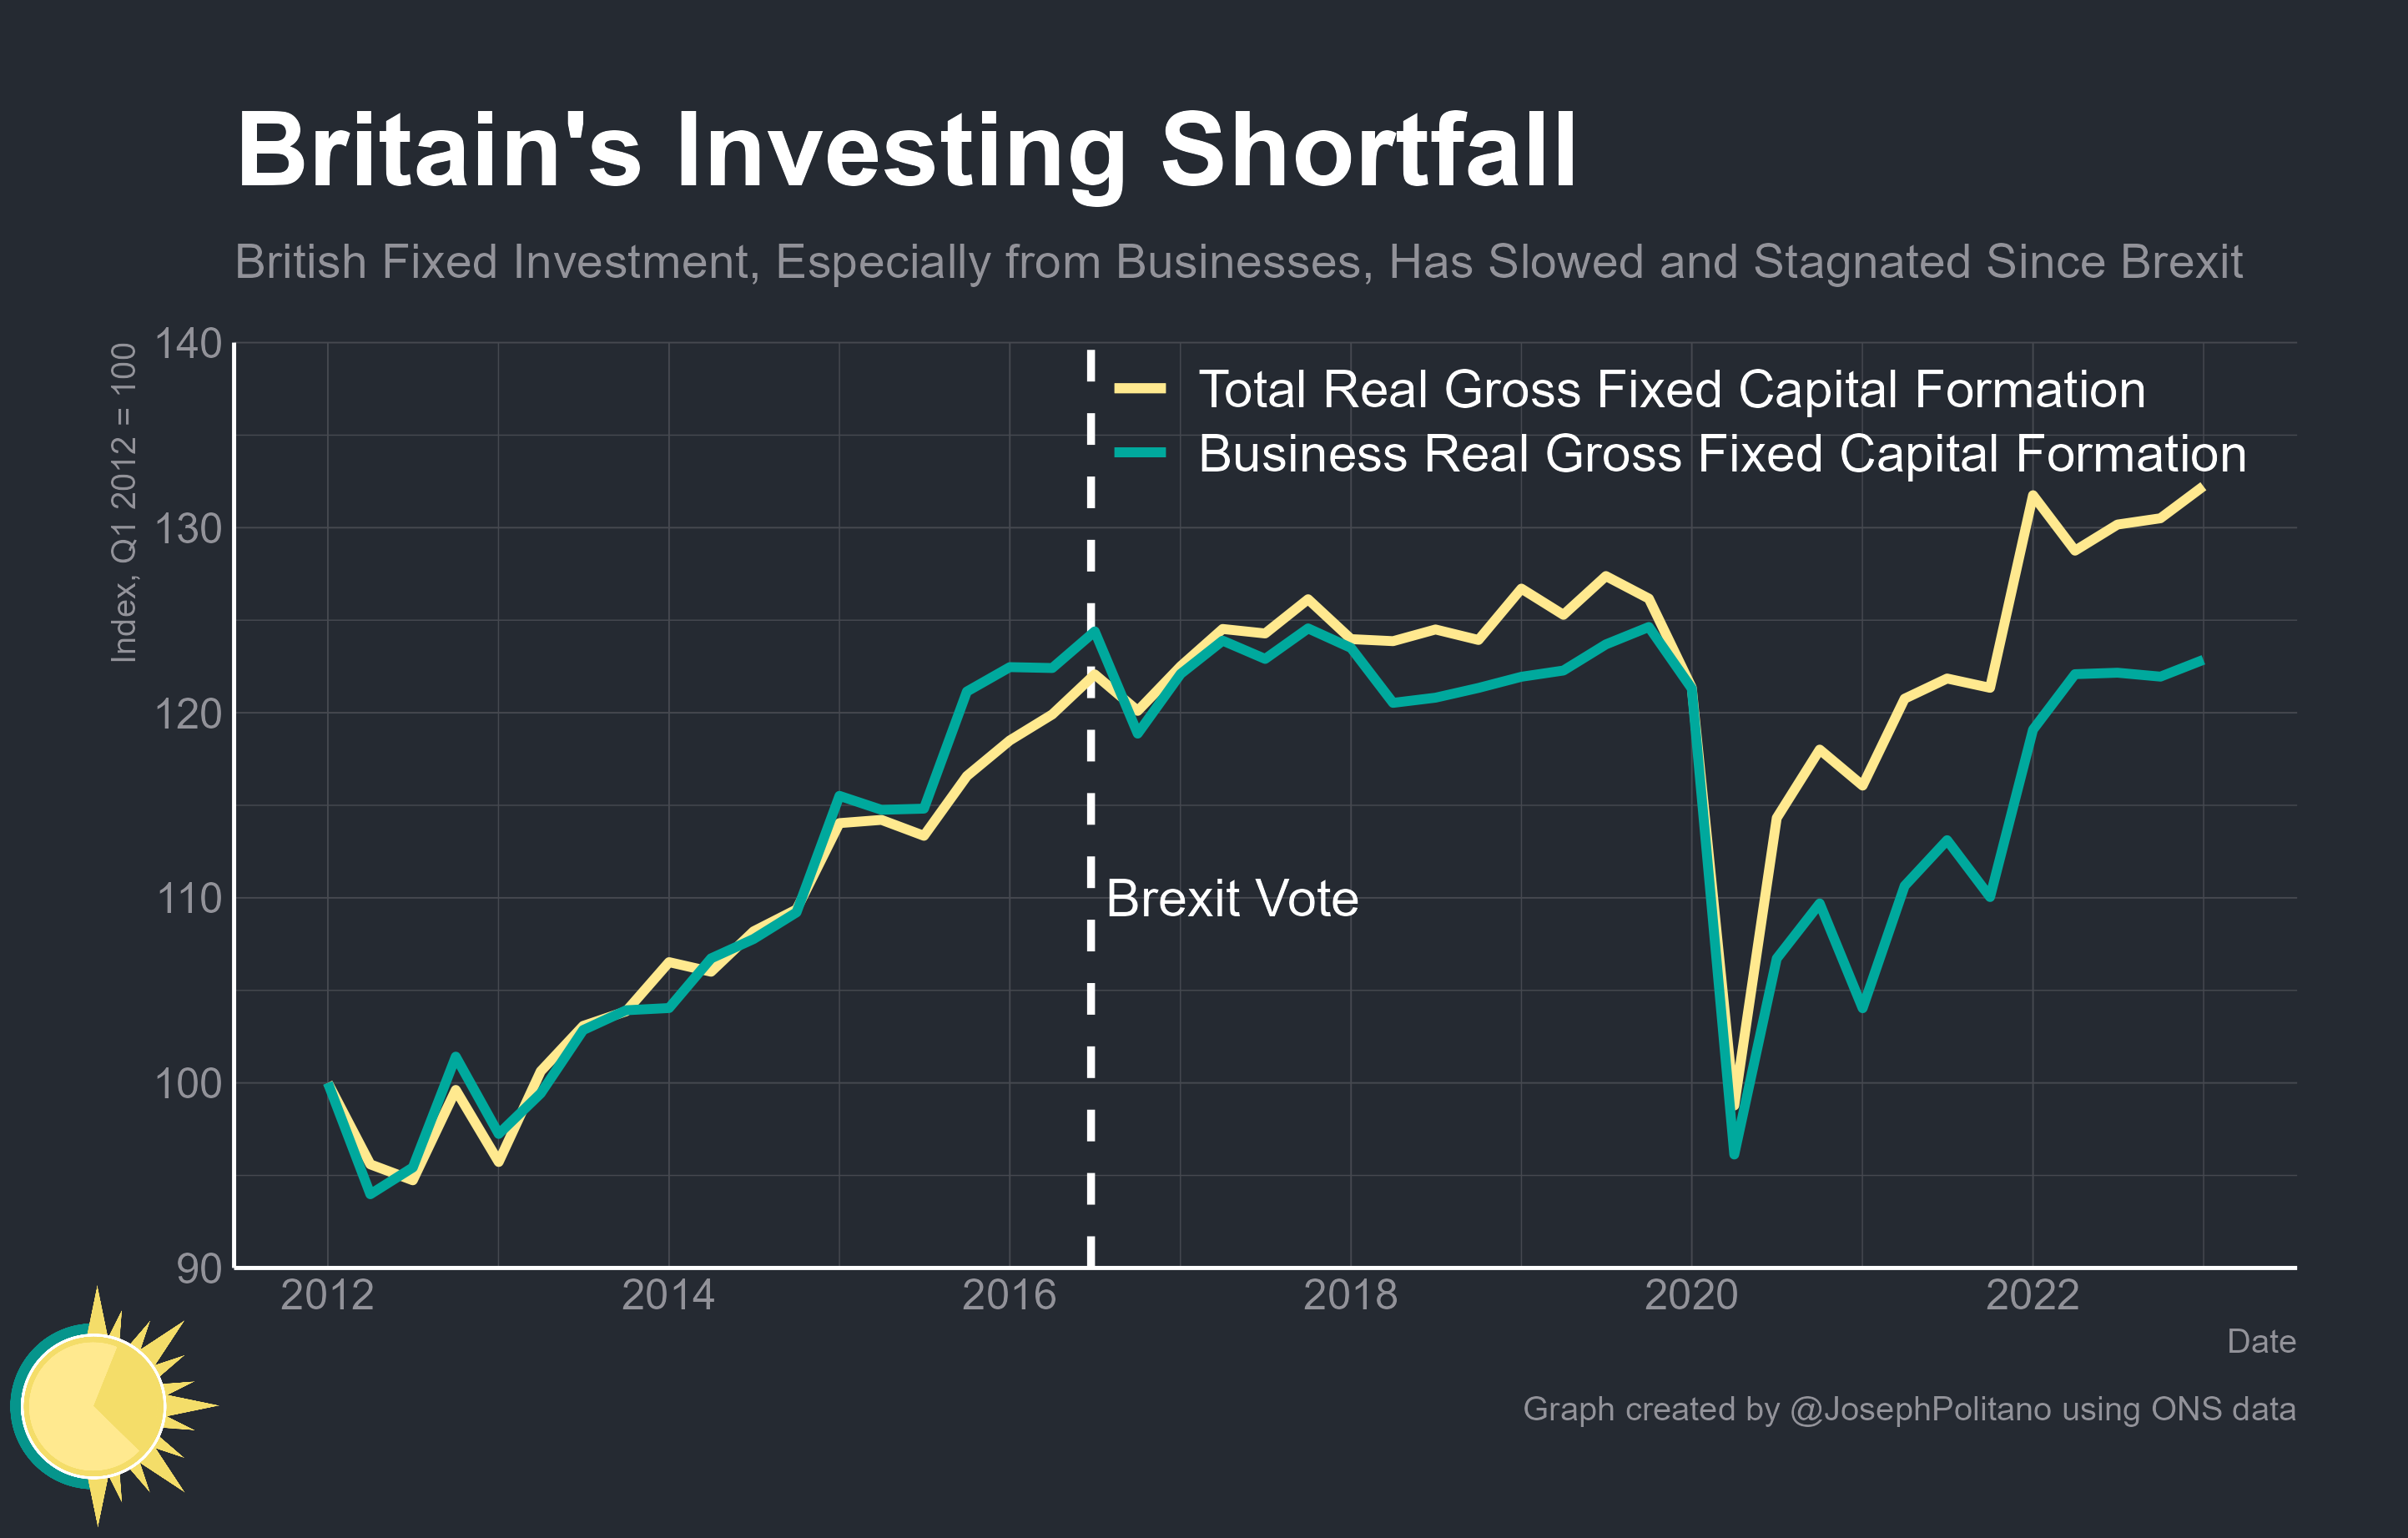 Britain's Investing Shortfall
British Fixed Investment, Especially from Businesses, Has Slowed and Stagnated Since Brexit
Index, Q1 2012 = 100
140
130
120
110
100
90
Total Real Gross Fixed Capital Formation
Business Real Gross Fixed Capital Formation
Brexit Vote
2012 2014 2016 2018 2020 2022
Date
Graph created by @JosephPolitano using ONS data